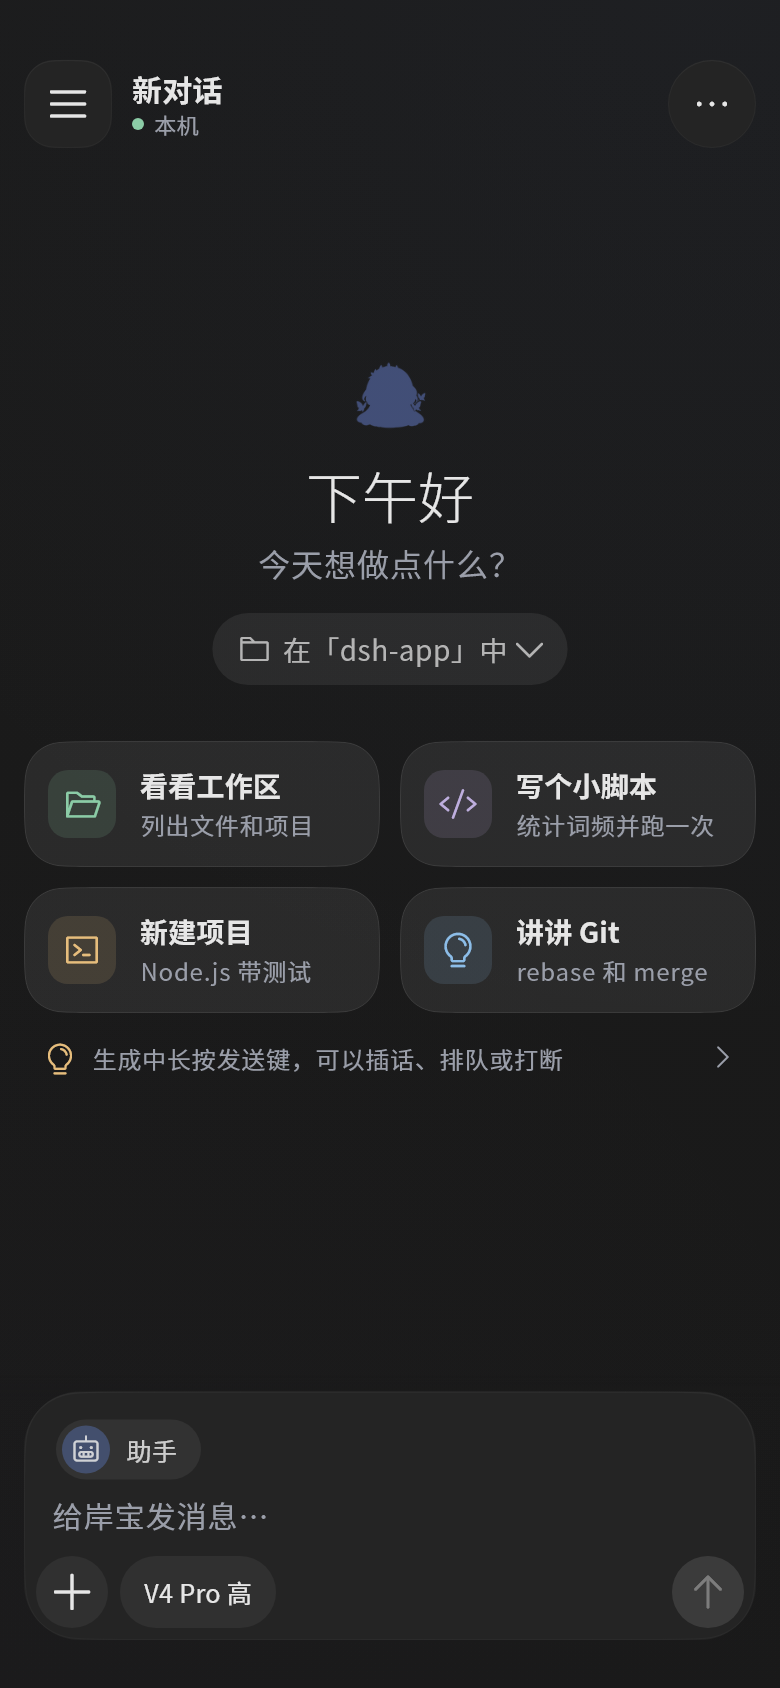 新对话
本机
下午好
今天想做点什么?
在「dsh-app」中
看看工作区
列出文件和项目
写个小脚本
统计词频并跑一次
新建项目
Node.js 带测试
讲讲 Git
rebase 和 merge
生成中长按发送键，可以插话、排队或打断
助手
给岸宝发消息…
V4 Pro 高